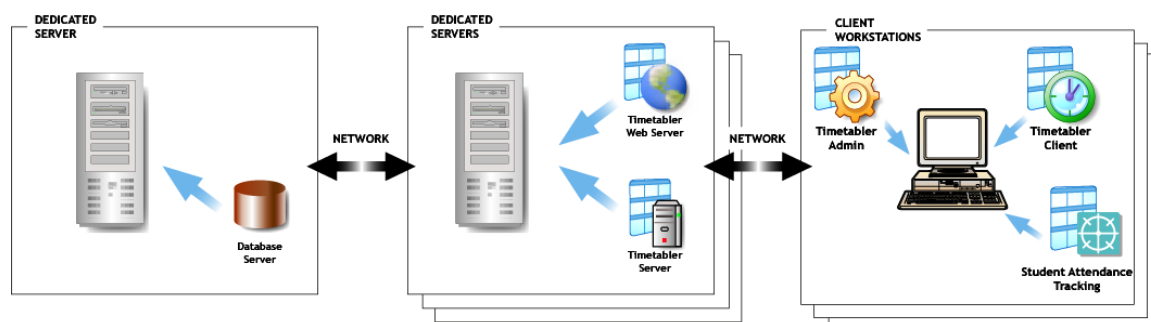 DEDICATED
SERVER
Database
Server
NETWORK
DEDICATED
SERVERS
Timetabler
Web Server
Timetabler
Server
NETWORK
CLIENT
WORKSTATIONS
Timetabler
Admin
Timetabler
Client
Student Attendance
Tracking